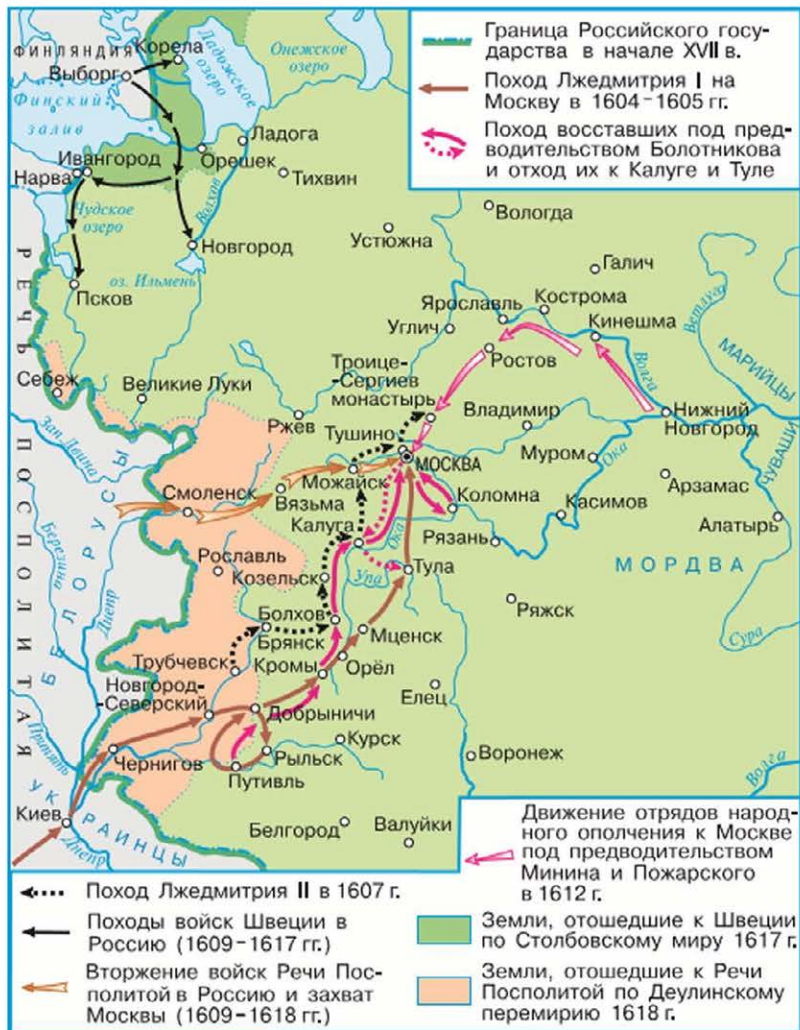 Граница Российского госу-
дарства в начале XVII в.
Поход Лжедмитрия I на
Москву в 1604–1605 гг.
Поход восставших под пред-
водительством Болотникова
и отход их к Калуге и Туле
ФИНЛЯНДИЯ
Корела
Выборг
Ладожское
озеро
Онежское
озеро
Финский
залив
Ладога
Ивангород
Орешек
Нарва
Тихвин
Чудское
озеро
Волхов
Вологда
Новгород
Устюжна
оз. Ильмень
Псков
Галич
Ярославль
Кострома
Углич
Кинешма
Ветлуга
РЕЧЬ ПОСПОЛИТАЯ
Троице-
-Сергиев
монастырь
Ростов
Волга
МАРИЙЦЫ
Себеж
Великие Луки
Ржев
Владимир
Нижний
Новгород
Тушино
Зап. Двина
МОСКВА
Муром
Ока
ЧУВАШИ
Можайск
Смоленск
Вязьма
Коломна
Арзамас
Касимов
Калуга
Ока
Алатырь
Березина
БЕЛОРУСЫ
Рязань
Рославль
Козельск
Упа
Тула
МОРДВА
Днепр
Болхов
Ряжск
Брянск
Мценск
Сура
Трубчевск
Кромы
Орёл
Новгород-
-Северский
Елец
Добрыничи
Припять
Курск
Чернигов
Рыльск
Воронеж
Путивль
Волга
Киев
УКРАИНЦЫ
Белгород
Валуйки
Днепр
Движение отрядов народ-
ного ополчения к Москве
под предводительством
Минина и Пожарского
в 1612 г.
Поход Лжедмитрия II в 1607 г.
Походы войск Швеции в
Россию (1609–1617 гг.)
Вторжение войск Речи Пос-
политой в Россию и захват
Москвы (1609–1618 гг.)
Земли, отошедшие к Швеции
по Столбовскому миру 1617 г.
Земли, отошедшие к Речи
Посполитой по Деулинскому
перемирию 1618 г.